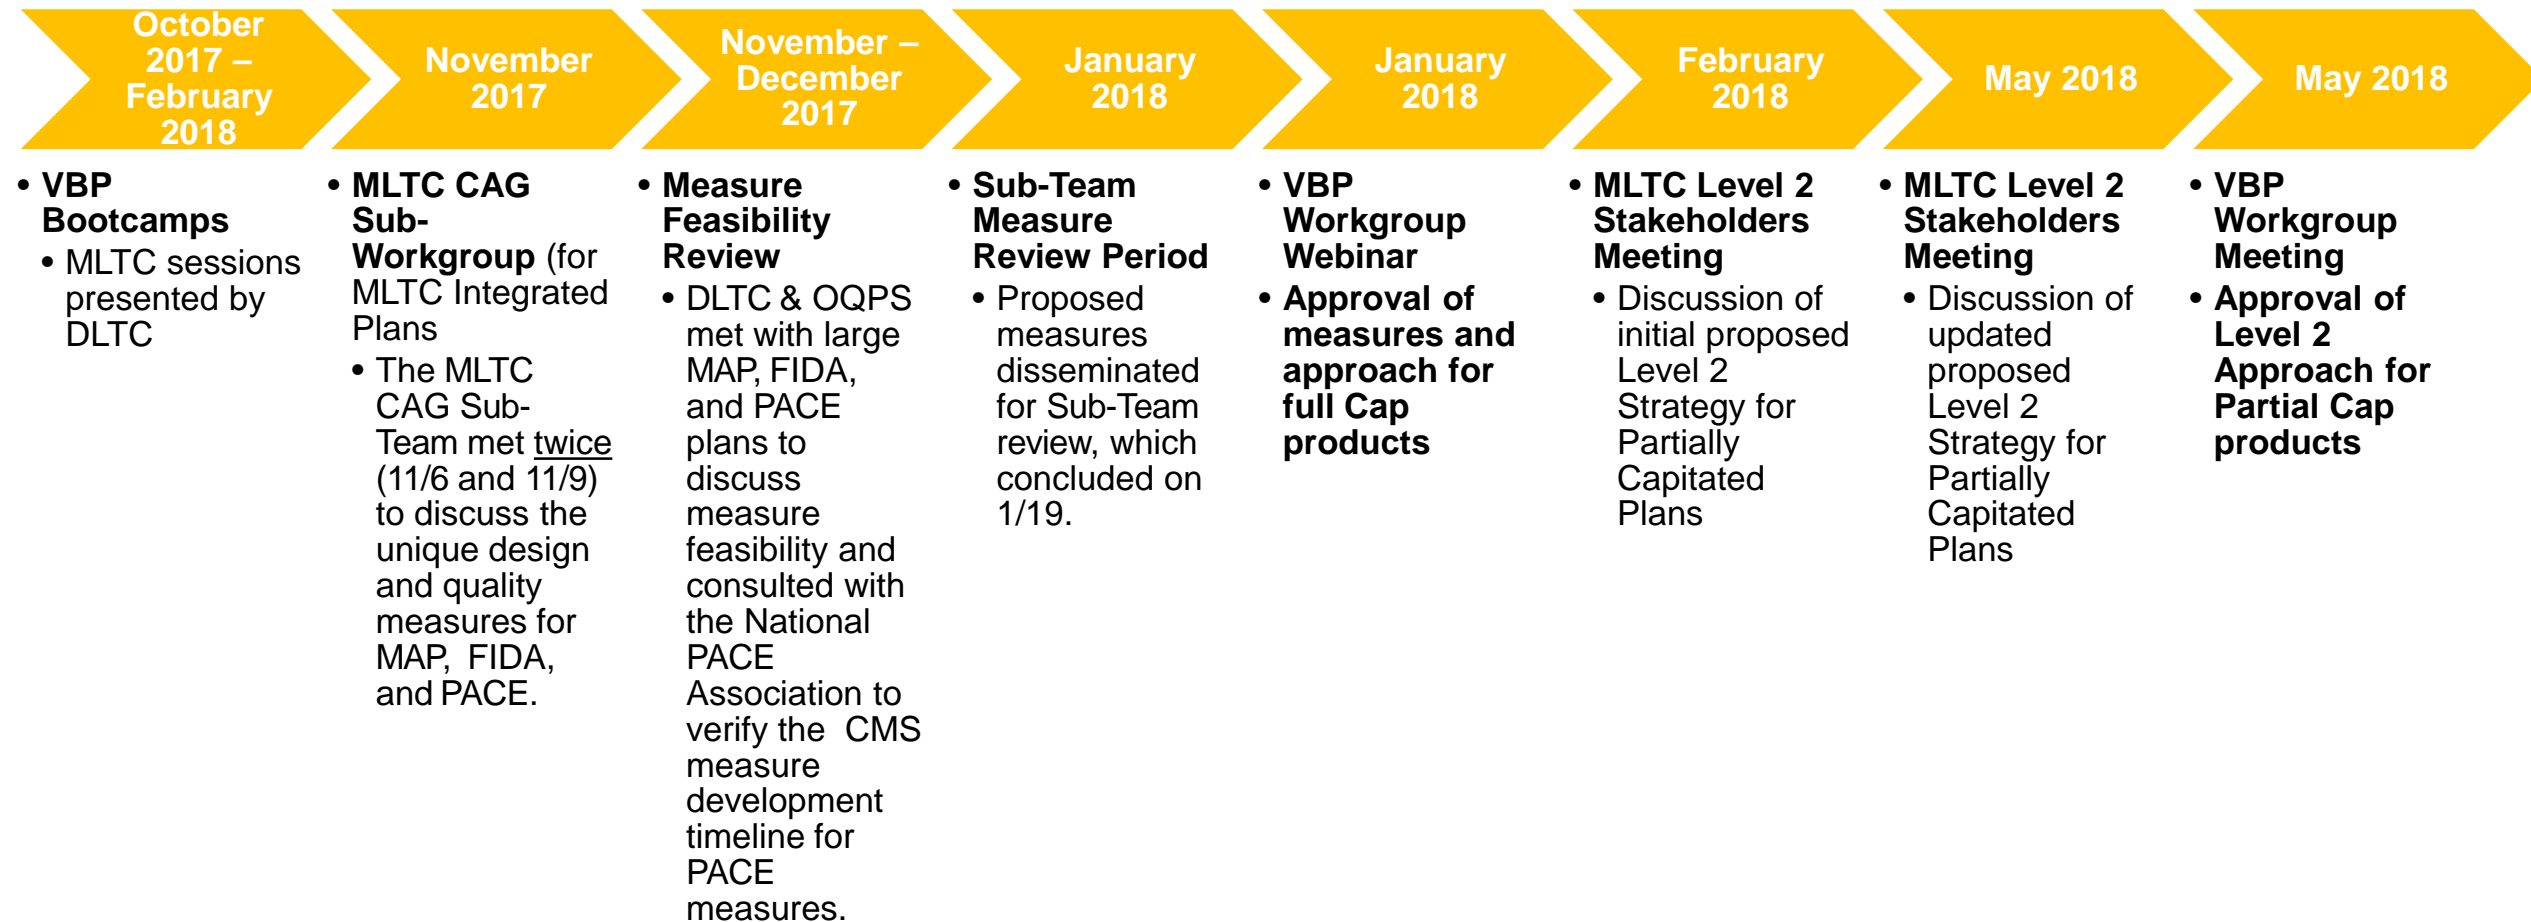 October
2017 –
February
2018
November
2017
November –
December
2017
January
2018
January
2018
February
2018
May 2018
May 2018
• VBP
Bootcamps
• MLTC sessions
presented by
DLTC
• MLTC CAG
Sub-
Workgroup (for
MLTC Integrated
Plans
• The MLTC
CAG Sub-
Team met twice
(11/6 and 11/9)
to discuss the
unique design
and quality
measures for
MAP, FIDA,
and PACE.
• Measure
Feasibility
Review
• DLTC & OQPS
met with large
MAP, FIDA,
and PACE
plans to
discuss
measure
feasibility and
consulted with
the National
PACE
Association to
verify the CMS
measure
development
timeline for
PACE
measures.
• Sub-Team
Measure
Review Period
• Proposed
measures
disseminated
for Sub-Team
review, which
concluded on
1/19.
• VBP
Workgroup
Webinar
• Approval of
measures and
approach for
full Cap
products
• MLTC Level 2
Stakeholders
Meeting
• Discussion of
initial proposed
Level 2
Strategy for
Partially
Capitated
Plans
• MLTC Level 2
Stakeholders
Meeting
• Discussion of
updated
proposed
Level 2
Strategy for
Partially
Capitated
Plans
• VBP
Workgroup
Meeting
• Approval of
Level 2
Approach for
Partial Cap
products